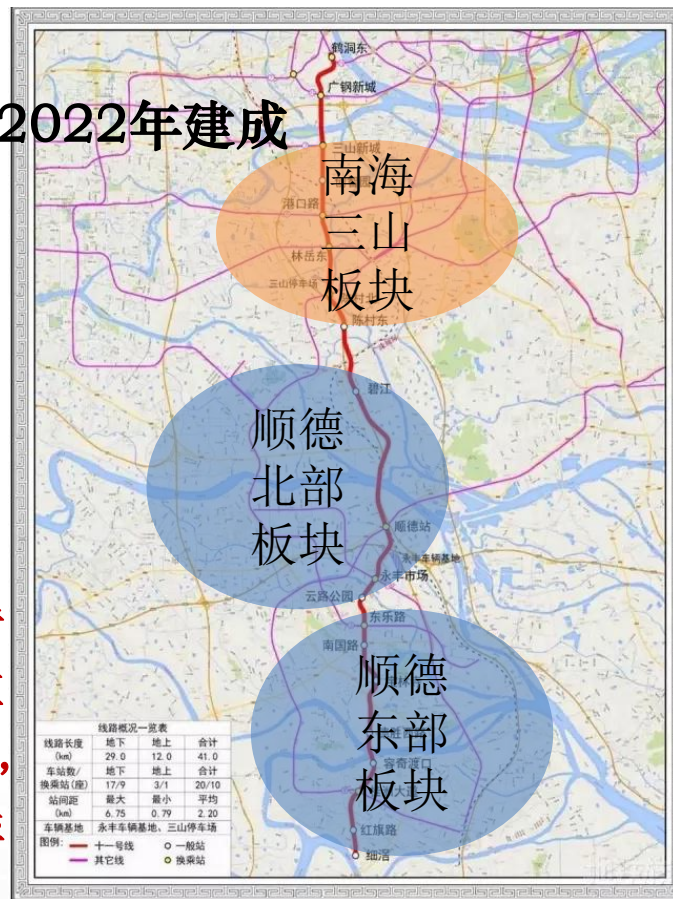 鹤洞东
广钢新城
2022年建成
三山新城
南海
港口路
三山
林岳东
三山停车场
板块
陈村东
碧江
顺德
北部
板块
顺德站
永丰车辆基地
永丰市场
云路公园
东乐路
南国路
顺德
东部
容奇渡口
板块
红旗路
细滘
线路概况一览表
线路长度(km) 地下 地上 合计
29.0 12.0 41.0
车站数/换乘站(座) 地下 地上 合计
17/9 3/1 20/10
站间距(km) 最大 最小 平均
6.75 0.79 2.20
车辆基地 永丰车辆基地、三山停车场
图例: 十一号线 一般站
其它线 换乘站